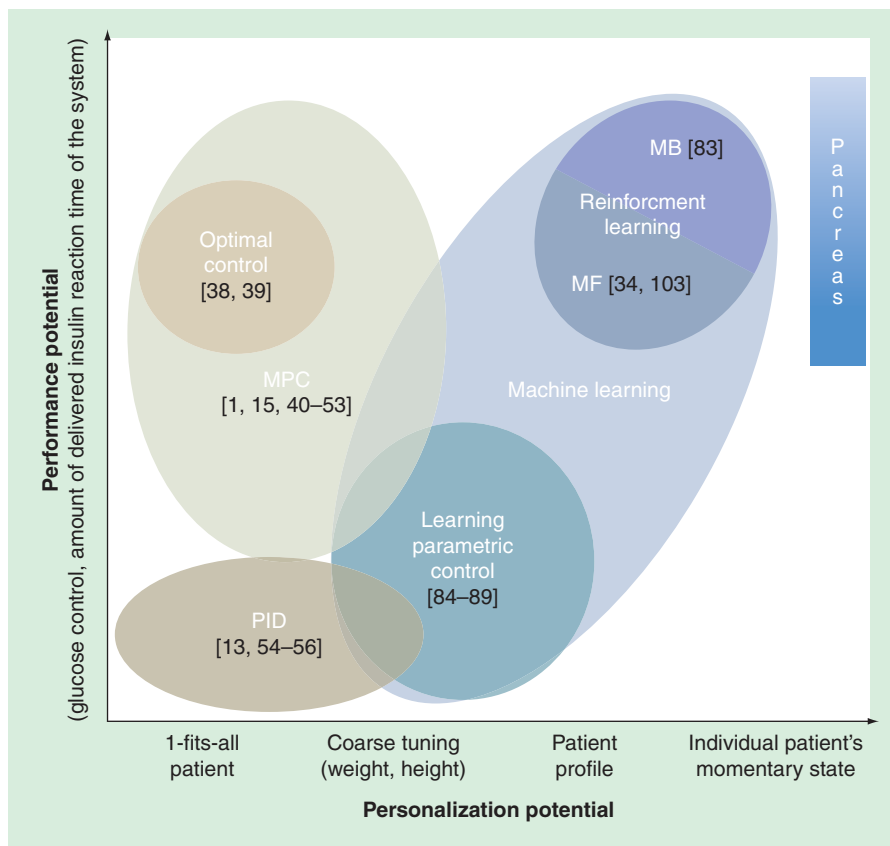 Performance potential
(glucose control, amount of delivered insulin reaction time of the system)
Optimal
control
[38, 39]
MPC
[1, 15, 40–53]
PID
[13, 54–56]
Learning
parametric
control
[84–89]
Machine learning
MB [83]
Reinforcment
learning
MF [34, 103]
Pancreas
1-fits-all
patient
Coarse tuning
(weight, height)
Patient
profile
Individual patient’s
momentary state
Personalization potential